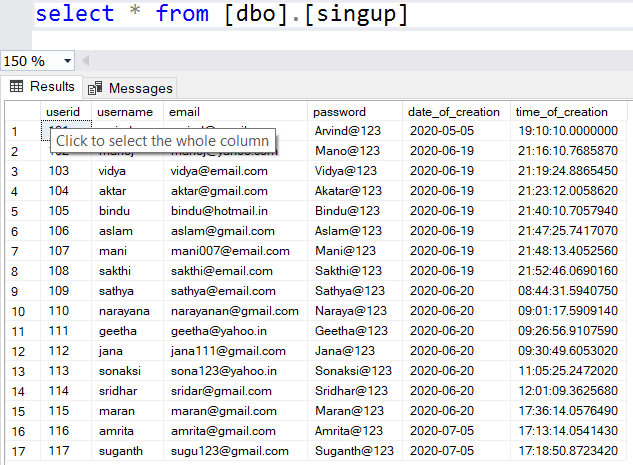 select * from [dbo].[singup]
150 %
Results Messages
userid username email password date_of_creation time_of_creation
1 Arvind@123 2020-05-05 19:10:10.0000000
Click to select the whole column
2 Mano@123 2020-06-19 21:16:10.7685870
3 103 vidya vidya@email.com Vidya@123 2020-06-19 21:19:24.8865450
4 104 aktar aktar@gmail.com Akatar@123 2020-06-19 21:23:12.0058620
5 105 bindu bindu@hotmail.in Bindu@123 2020-06-19 21:40:10.7057940
6 106 aslam aslam@gmail.com Aslam@123 2020-06-19 21:47:25.7417070
7 107 mani mani007@email.com Mani@123 2020-06-19 21:48:13.4052560
8 108 sakthi sakthi@email.com Sakthi@123 2020-06-19 21:52:46.0690160
9 109 sathya sathya@email.com Sathya@123 2020-06-20 08:44:31.5940750
10 110 narayana narayanan@gmail.com Naraya@123 2020-06-20 09:01:17.5909140
11 111 geetha geetha@yahoo.in Geetha@123 2020-06-20 09:26:56.9107590
12 112 jana jana111@gmail.com Jana@123 2020-06-20 09:30:49.6053020
13 113 sonaksi sona123@yahoo.in Sonaksi@123 2020-06-20 11:05:25.2472020
14 114 sridhar sridar@gmail.com Sridhar@123 2020-06-20 12:01:09.3625680
15 115 maran maran@gmail.com Maran@123 2020-06-20 17:36:14.0576490
16 116 amrita amrita@gmail.com Amrita@123 2020-07-05 17:13:14.0541430
17 117 suganth sugu123@gmail.com Suganth@123 2020-07-05 17:18:50.8723420